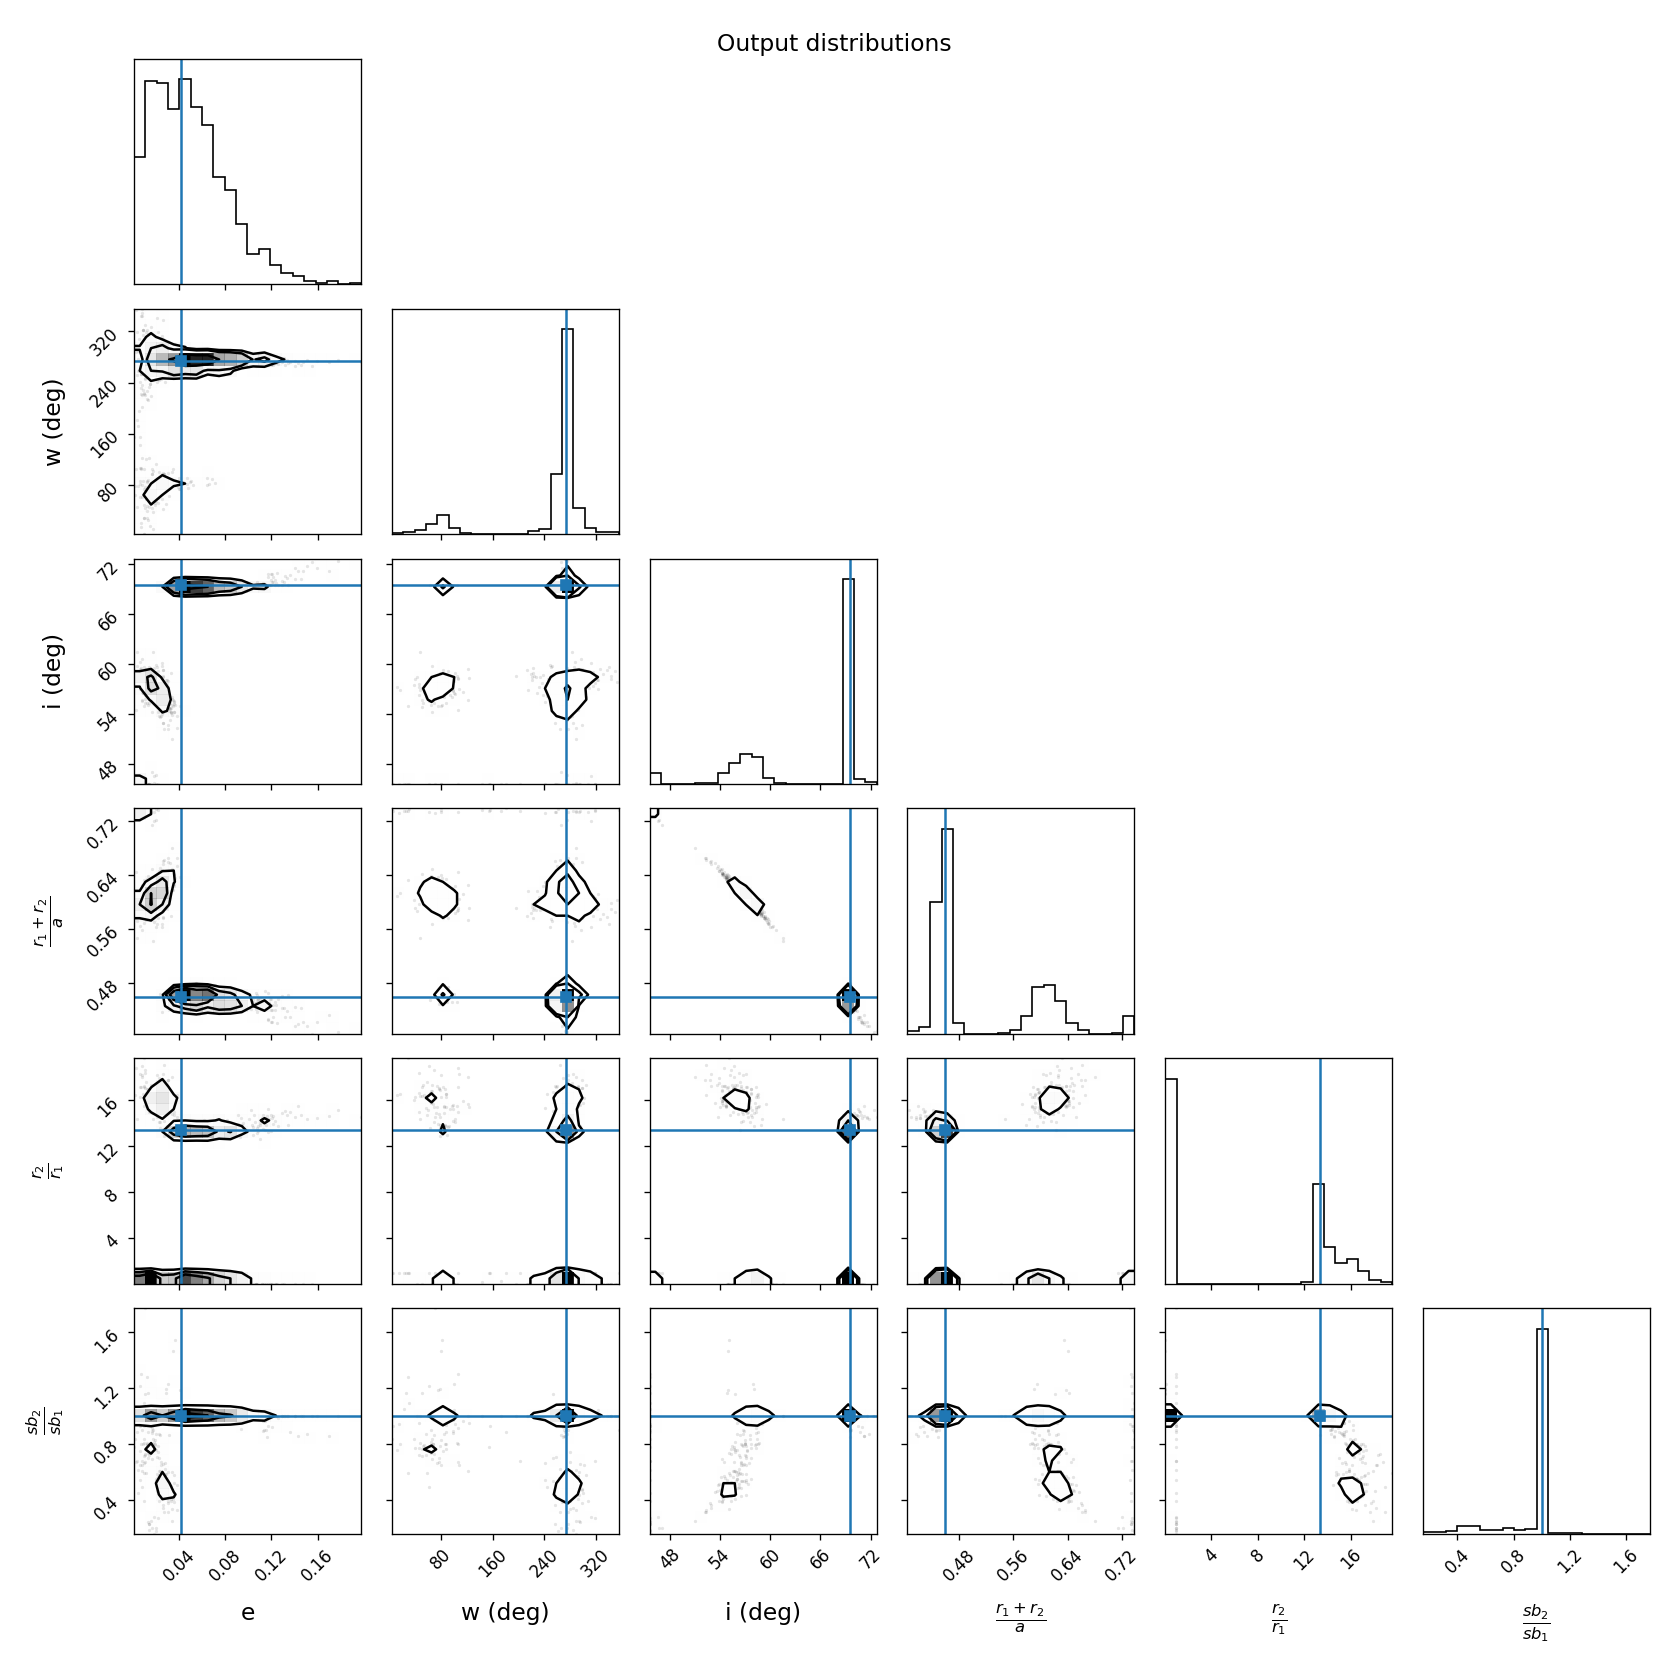 Output distributions
w (deg)
320
240
160
80
i (deg)
72
66
60
54
48
r₁ + r₂
a
0.72
0.64
0.56
0.48
r₂
r₁
16
12
8
4
sb₂
sb₁
1.6
1.2
0.8
0.4
0.04 0.08 0.12 0.16
80 160 240 320
48 54 60 66 72
0.48 0.56 0.64 0.72
4 8 12 16
0.4 0.8 1.2 1.6
e
w (deg)
i (deg)
r₁ + r₂
a
r₂
r₁
sb₂
sb₁